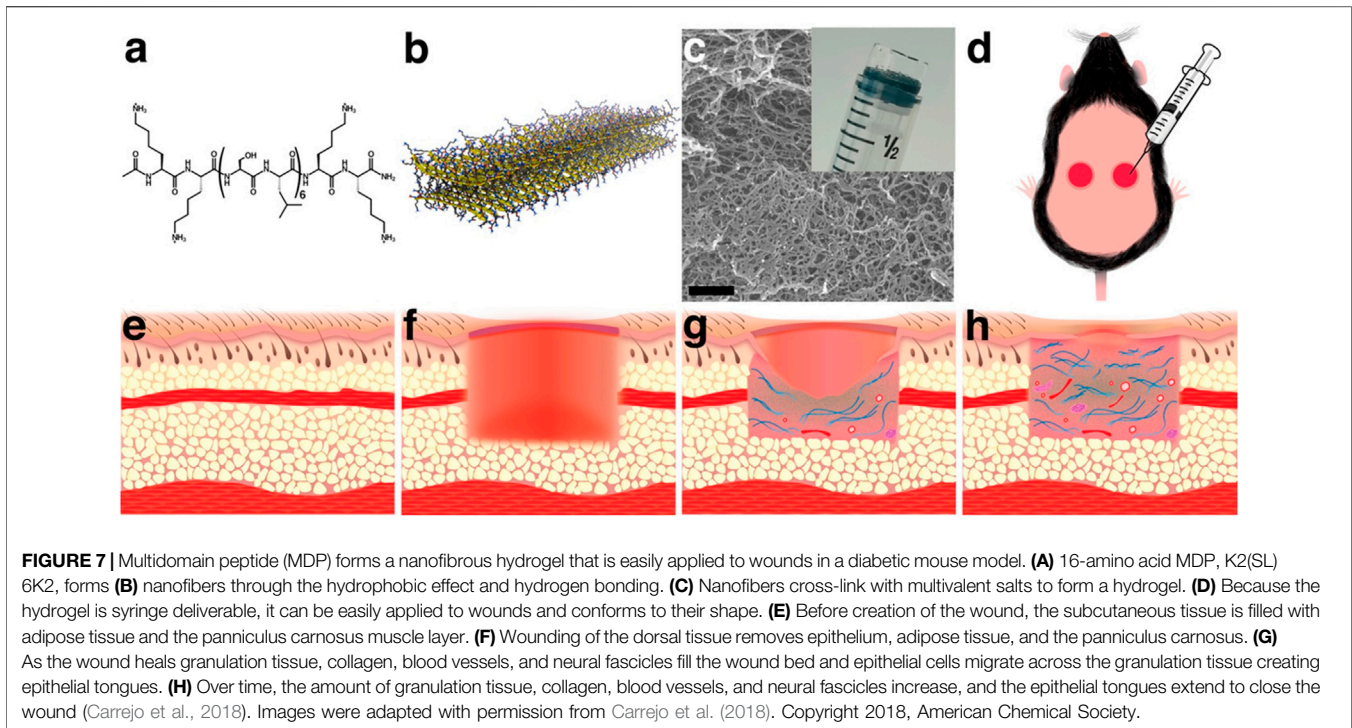 a
b
c
d
NH₃
NH₃
OH
6
NH₂
NH₃
NH₃
½
e
f
g
h
FIGURE 7 | Multidomain peptide (MDP) forms a nanofibrous hydrogel that is easily applied to wounds in a diabetic mouse model. (A) 16-amino acid MDP, K2(SL)
6K2, forms (B) nanofibers through the hydrophobic effect and hydrogen bonding. (C) Nanofibers cross-link with multivalent salts to form a hydrogel. (D) Because the
hydrogel is syringe deliverable, it can be easily applied to wounds and conforms to their shape. (E) Before creation of the wound, the subcutaneous tissue is filled with
adipose tissue and the panniculus carnosus muscle layer. (F) Wounding of the dorsal tissue removes epithelium, adipose tissue, and the panniculus carnosus. (G)
As the wound heals granulation tissue, collagen, blood vessels, and neural fascicles fill the wound bed and epithelial cells migrate across the granulation tissue creating
epithelial tongues. (H) Over time, the amount of granulation tissue, collagen, blood vessels, and neural fascicles increase, and the epithelial tongues extend to close the
wound (Carrejo et al., 2018). Images were adapted with permission from Carrejo et al. (2018). Copyright 2018, American Chemical Society.